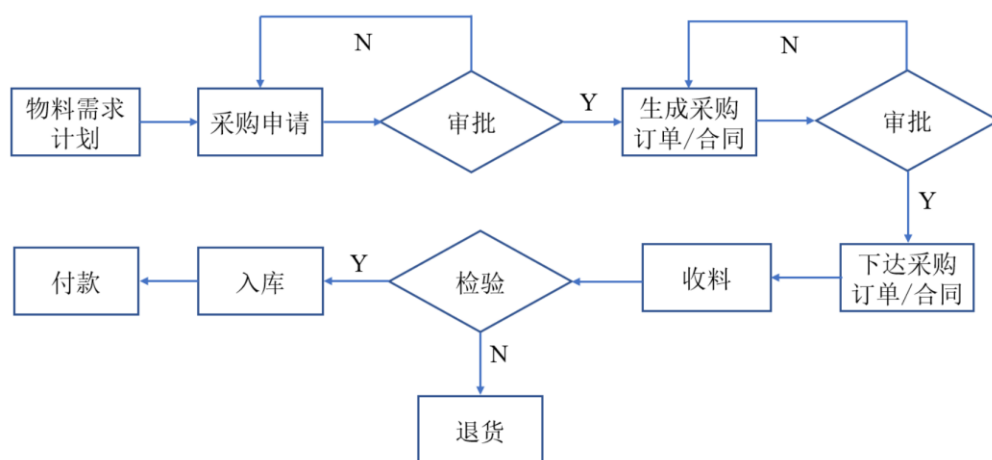 N
N
物料需求
计划
采购申请
审批
Y
生成采购
订单/合同
审批
Y
付款
入库
Y
检验
收料
下达采购
订单/合同
N
退货